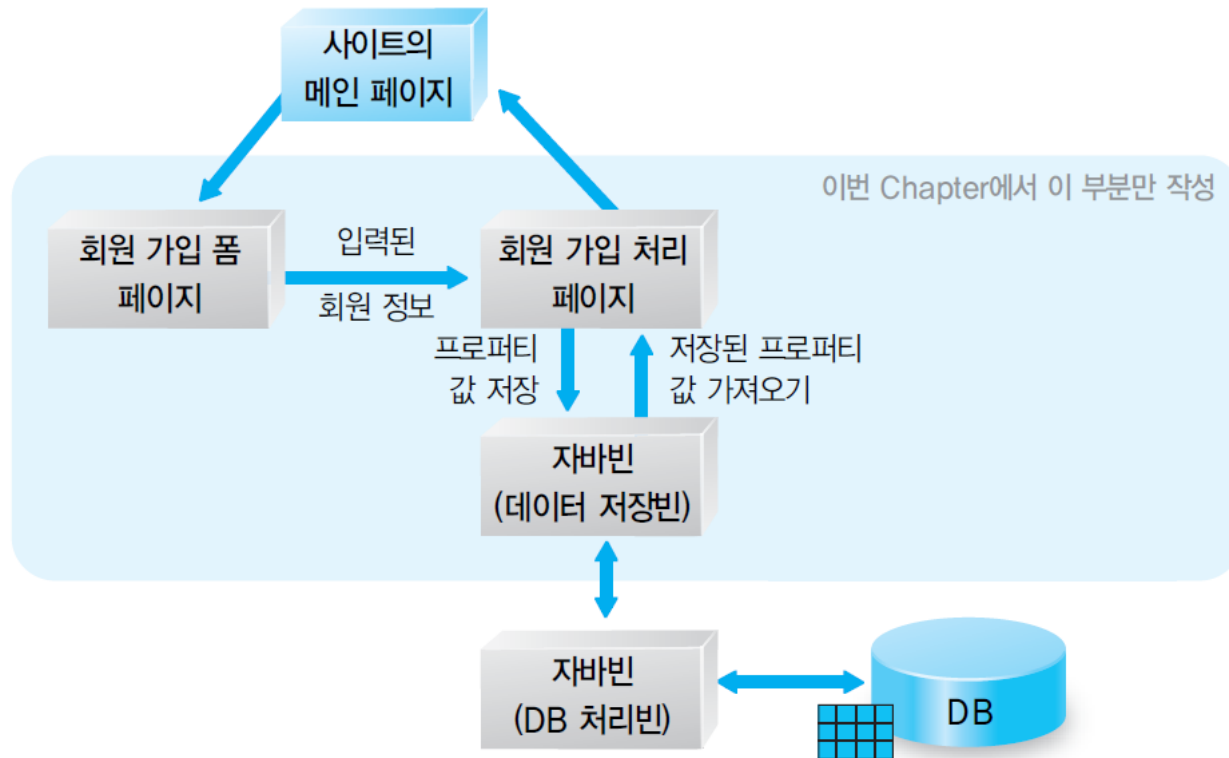 사이트의
메인 페이지
이번 Chapter에서 이 부분만 작성
회원 가입 폼
페이지
입력된
회원 정보
회원 가입 처리
페이지
프로퍼티
값 저장
저장된 프로퍼티
값 가져오기
자바빈
(데이터 저장빈)
자바빈
(DB 처리빈)
DB